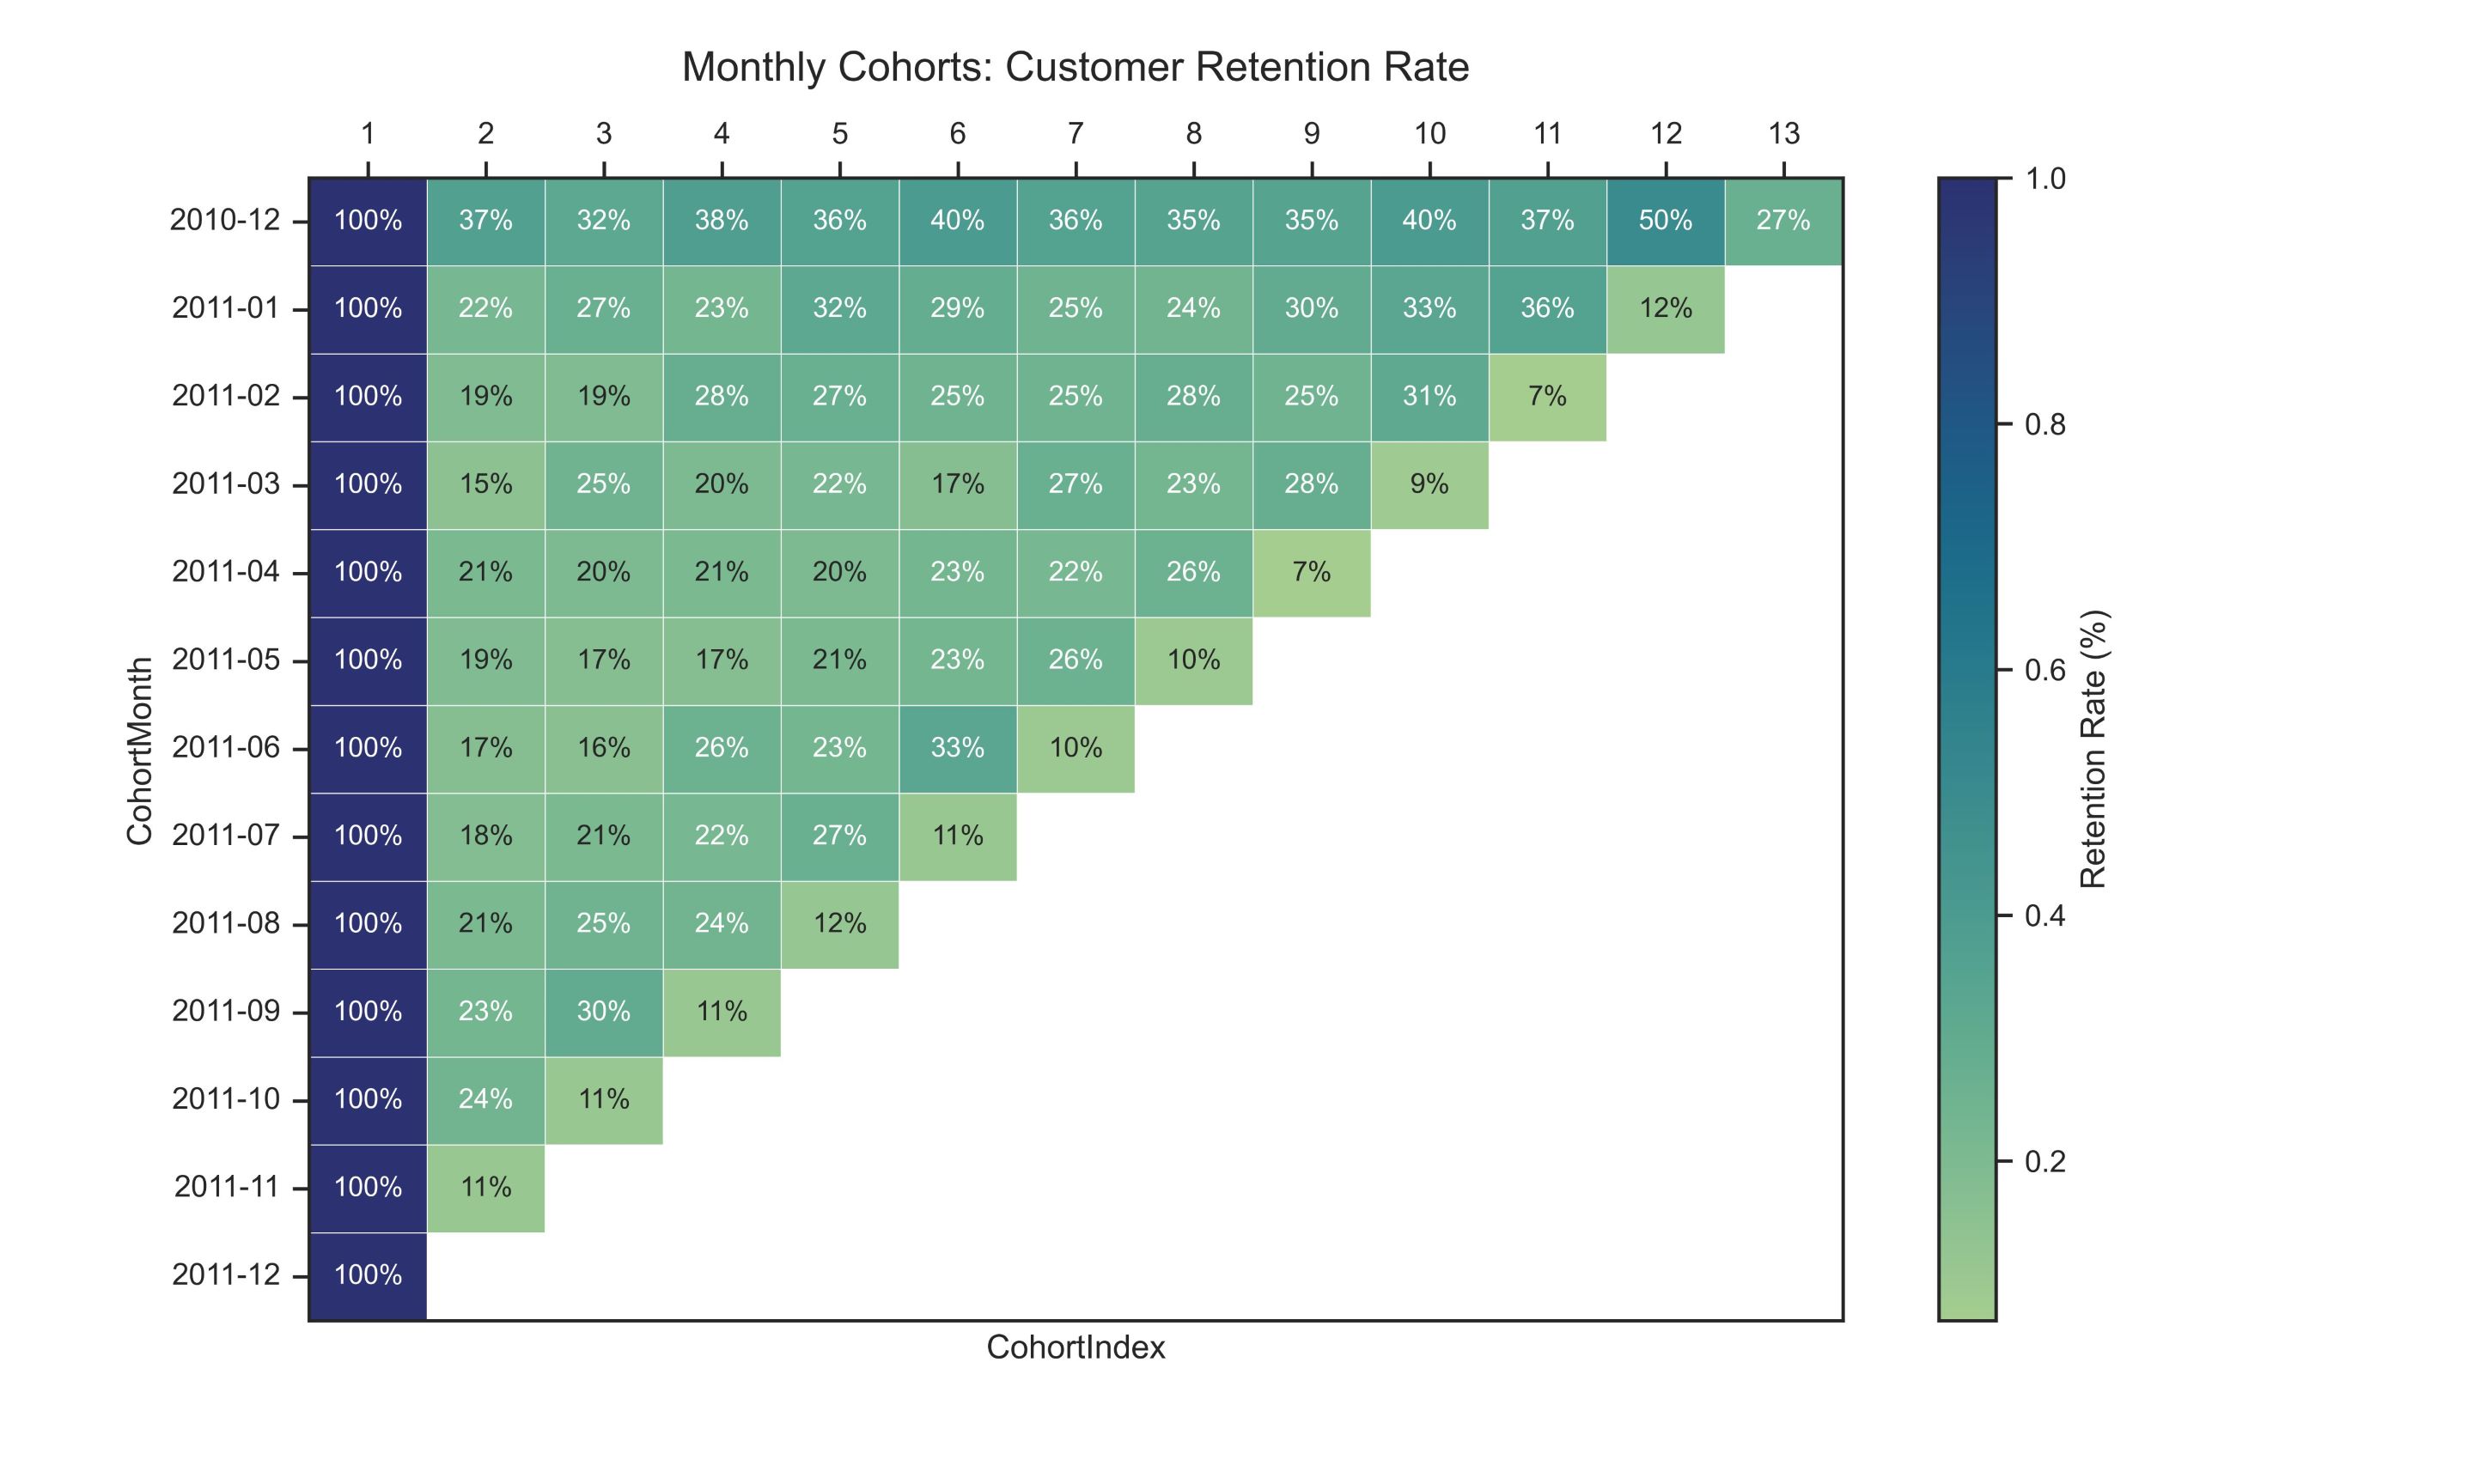 Monthly Cohorts: Customer Retention Rate
1 2 3 4 5 6 7 8 9 10 11 12 13
2010-12 100% 37% 32% 38% 36% 40% 36% 35% 35% 40% 37% 50% 27%
2011-01 100% 22% 27% 23% 32% 29% 25% 24% 30% 33% 36% 12%
2011-02 100% 19% 19% 28% 27% 25% 25% 28% 25% 31% 7%
2011-03 100% 15% 25% 20% 22% 17% 27% 23% 28% 9%
2011-04 100% 21% 20% 21% 20% 23% 22% 26% 7%
2011-05 100% 19% 17% 17% 21% 23% 26% 10%
2011-06 100% 17% 16% 26% 23% 33% 10%
2011-07 100% 18% 21% 22% 27% 11%
2011-08 100% 21% 25% 24% 12%
2011-09 100% 23% 30% 11%
2011-10 100% 24% 11%
2011-11 100% 11%
2011-12 100%
CohortMonth
CohortIndex
1.0
0.8
0.6
0.4
0.2
Retention Rate (%)